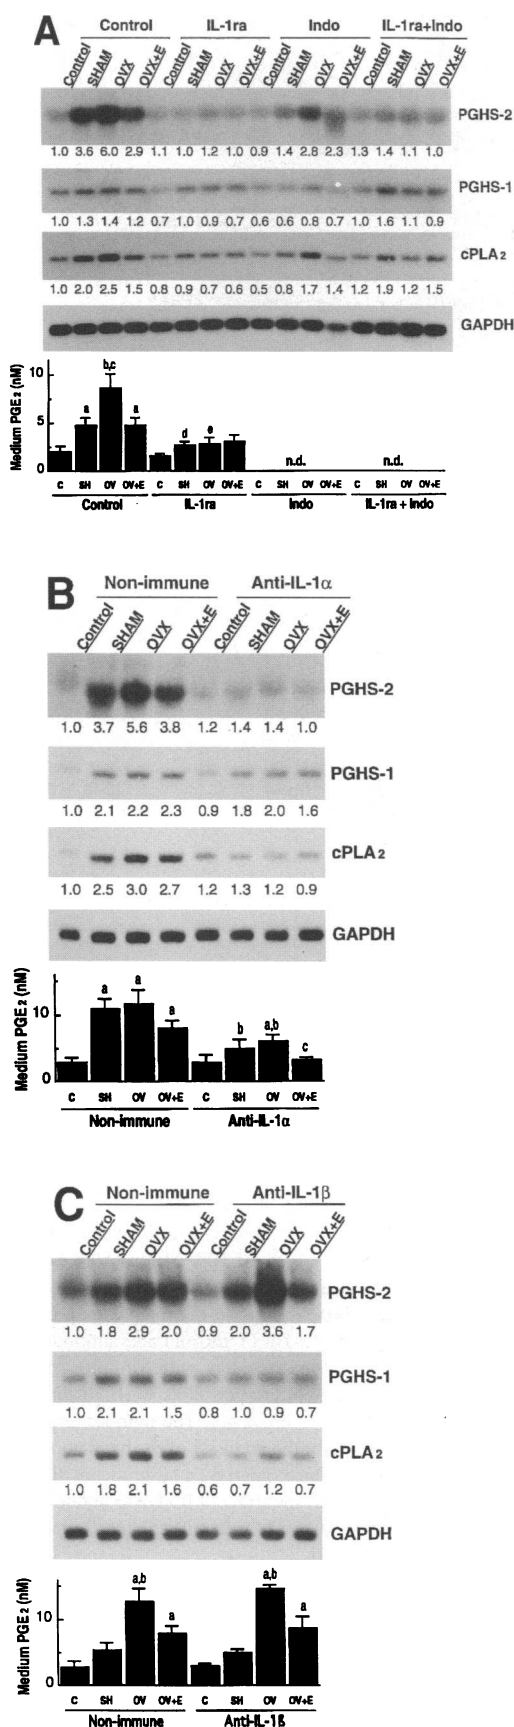 A
Control IL-1ra Indo IL-1ra+Indo
Control SHAM OVX OVX+E Control SHAM OVX OVX+E Control SHAM OVX OVX+E Control SHAM OVX OVX+E
PGHS-2
1.0 3.6 6.0 2.9 1.1 1.0 1.2 1.0 0.9 1.4 2.8 2.3 1.3 1.4 1.1 1.0
PGHS-1
1.0 1.3 1.4 1.2 0.7 1.0 0.9 0.7 0.6 0.6 0.8 0.7 1.0 1.6 1.1 0.9
cPLA2
1.0 2.0 2.5 1.5 0.8 0.9 0.7 0.6 0.5 0.8 1.7 1.4 1.2 1.9 1.2 1.5
GAPDH
Medium PGE2 (nM)
10
5
0
a b,c a d e n.d. n.d.
C SH OV OV+E C SH OV OV+E C SH OV OV+E C SH OV OV+E
Control IL-1ra Indo IL-1ra + Indo
B
Non-immune Anti-IL-1α
Control SHAM OVX OVX+E Control SHAM OVX OVX+E
PGHS-2
1.0 3.7 5.6 3.8 1.2 1.4 1.4 1.0
PGHS-1
1.0 2.1 2.2 2.3 0.9 1.8 2.0 1.6
cPLA2
1.0 2.5 3.0 2.7 1.2 1.3 1.2 0.9
GAPDH
Medium PGE2 (nM)
10
0
a a a b a,b c
C SH OV OV+E C SH OV OV+E
Non-immune Anti-IL-1α
C
Non-immune Anti-IL-1β
Control SHAM OVX OVX+E Control SHAM OVX OVX+E
PGHS-2
1.0 1.8 2.9 2.0 0.9 2.0 3.6 1.7
PGHS-1
1.0 2.1 2.1 1.5 0.8 1.0 0.9 0.7
cPLA2
1.0 1.8 2.1 1.6 0.6 0.7 1.2 0.7
GAPDH
Medium PGE2 (nM)
10
0
a,b a a,b a
C SH OV OV+E C SH OV OV+E
Non-immune Anti-IL-1ß